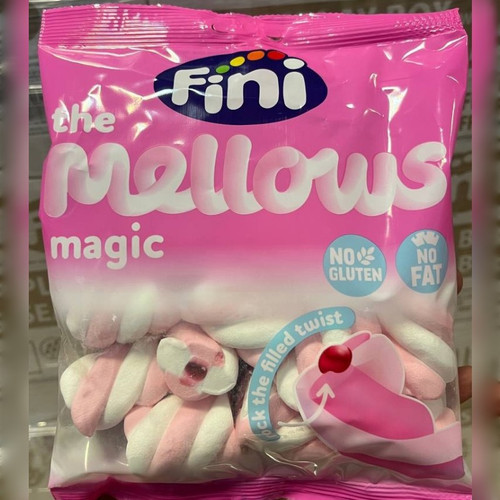 Fini
the
Mellows
magic
NO
GLUTEN
NO
FAT
the filled twist